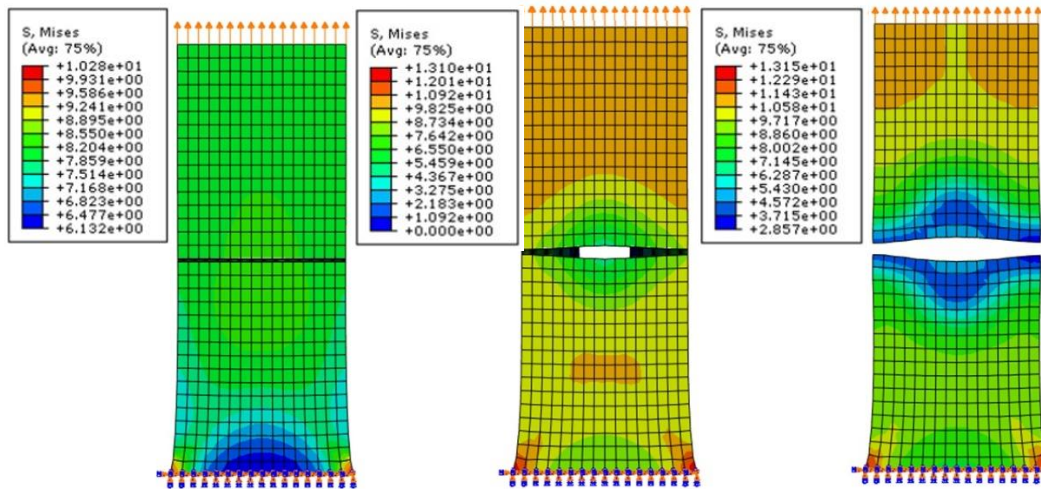 S, Mises
(Avg: 75%)
+1.028e+01
+9.931e+00
+9.586e+00
+9.241e+00
+8.895e+00
+8.550e+00
+8.204e+00
+7.859e+00
+7.514e+00
+7.168e+00
+6.823e+00
+6.477e+00
+6.132e+00
S, Mises
(Avg: 75%)
+1.310e+01
+1.201e+01
+1.092e+01
+9.825e+00
+8.734e+00
+7.642e+00
+6.550e+00
+5.459e+00
+4.367e+00
+3.275e+00
+2.183e+00
+1.092e+00
+0.000e+00
S, Mises
(Avg: 75%)
+1.315e+01
+1.229e+01
+1.143e+01
+1.058e+01
+9.717e+00
+8.860e+00
+8.002e+00
+7.145e+00
+6.287e+00
+5.430e+00
+4.572e+00
+3.715e+00
+2.857e+00